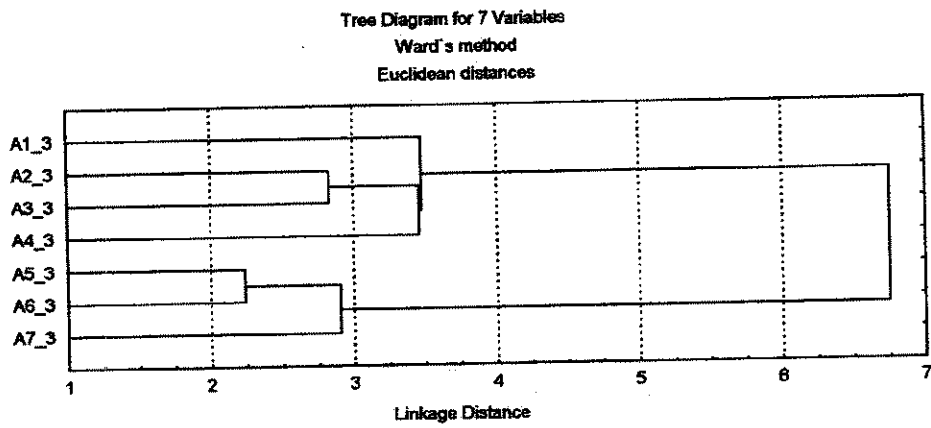 Tree Diagram for 7 Variables
Ward`s method
Euclidean distances
A1_3
A2_3
A3_3
A4_3
A5_3
A6_3
A7_3
1 2 3 4 5 6 7
Linkage Distance